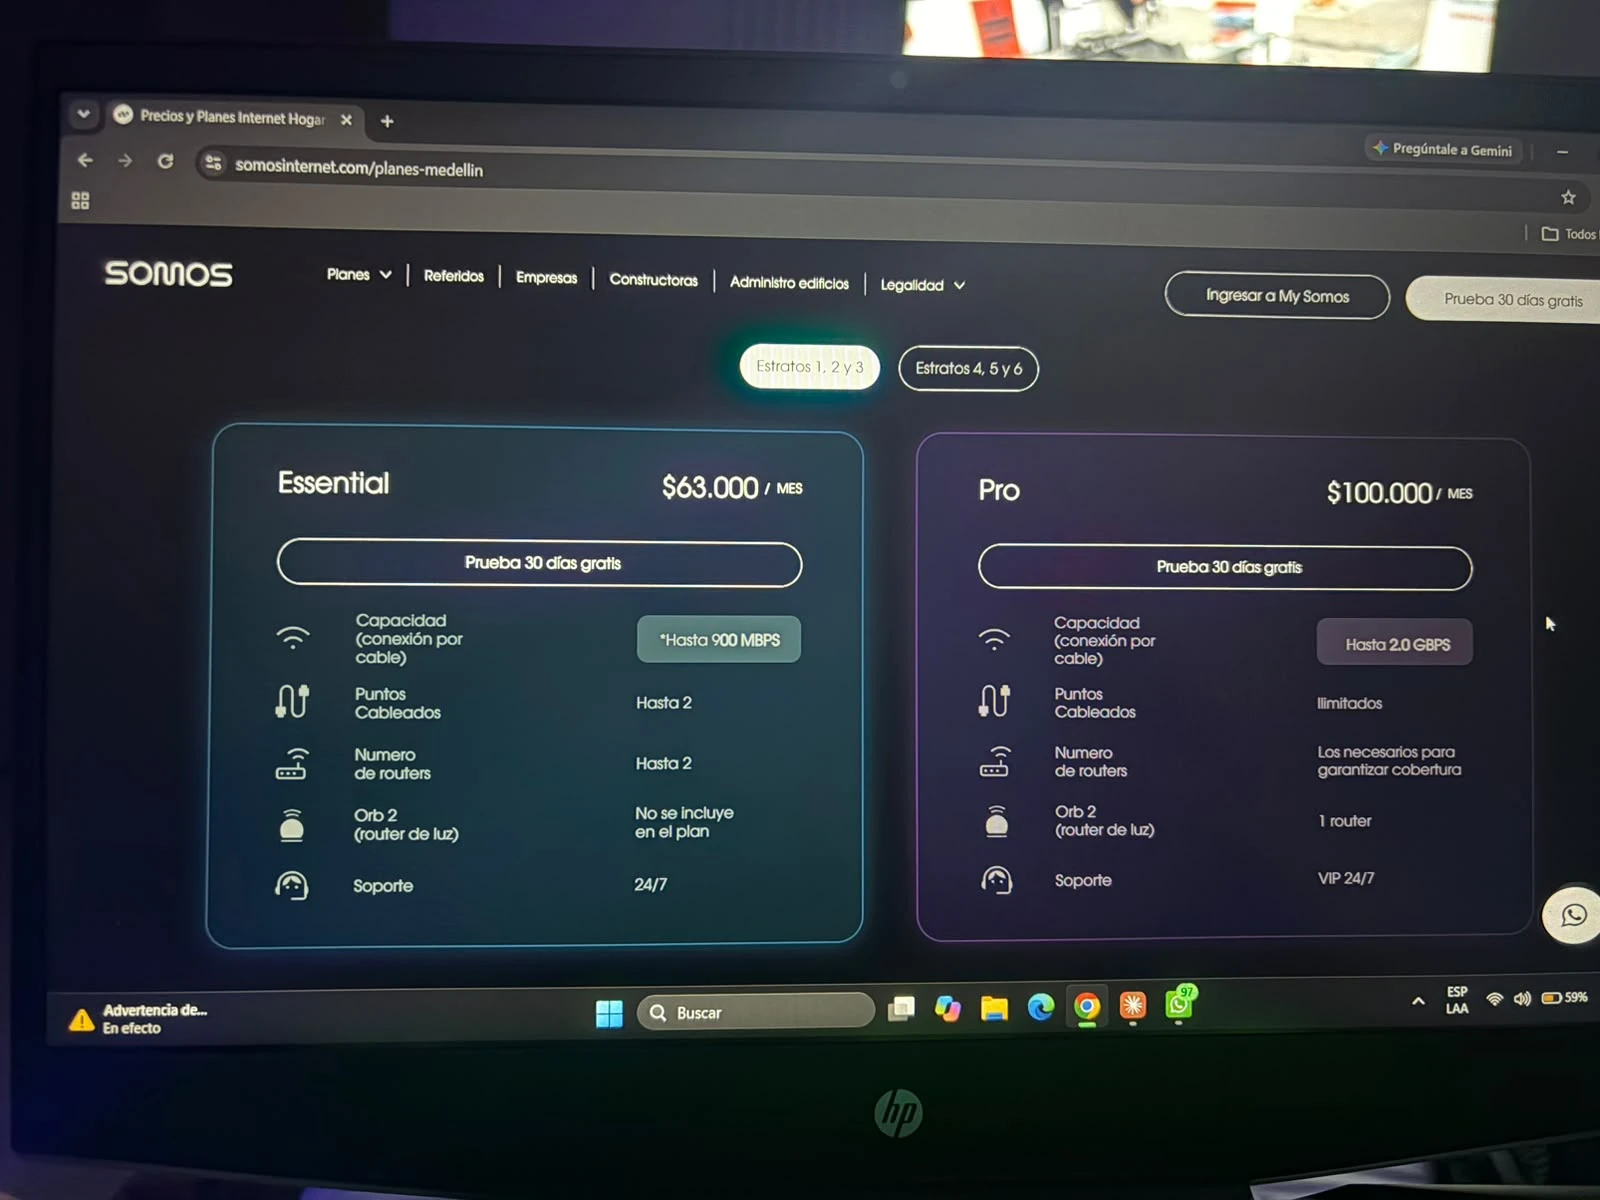 Precios y Planes Internet Hogar
Pregúntale a Gemini
somosinternet.com/planes-medellin
Todos
SOMOS
Planes
Referidos
Empresas
Constructoras
Administro edificios
Legalidad
Ingresar a My Somos
Prueba 30 días gratis
Estratos 1, 2 y 3
Estratos 4, 5 y 6
Essential
$63.000 / MES
Prueba 30 días gratis
Capacidad
(conexión por
cable)
*Hasta 900 MBPS
Puntos
Cableados
Hasta 2
Numero
de routers
Hasta 2
Orb 2
(router de luz)
No se incluye
en el plan
Soporte
24/7
Pro
$100.000 / MES
Prueba 30 días gratis
Capacidad
(conexión por
cable)
Hasta 2.0 GBPS
Puntos
Cableados
Ilimitados
Numero
de routers
Los necesarios para
garantizar cobertura
Orb 2
(router de luz)
1 router
Soporte
VIP 24/7
Advertencia de...
En efecto
Buscar
97
ESP
LAA
59%
hp